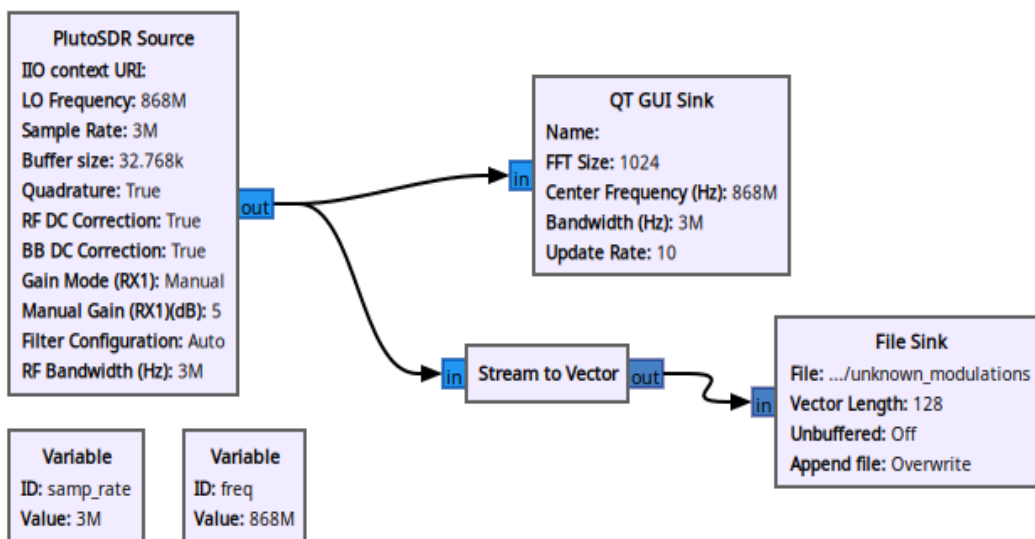 PlutoSDR Source
IIO context URI:
LO Frequency: 868M
Sample Rate: 3M
Buffer size: 32.768k
Quadrature: True
RF DC Correction: True
BB DC Correction: True
Gain Mode (RX1): Manual
Manual Gain (RX1)(dB): 5
Filter Configuration: Auto
RF Bandwidth (Hz): 3M
out
in
QT GUI Sink
Name:
FFT Size: 1024
Center Frequency (Hz): 868M
Bandwidth (Hz): 3M
Update Rate: 10
in
Stream to Vector
out
in
File Sink
File: .../unknown_modulations
Vector Length: 128
Unbuffered: Off
Append file: Overwrite
Variable
ID: samp_rate
Value: 3M
Variable
ID: freq
Value: 868M